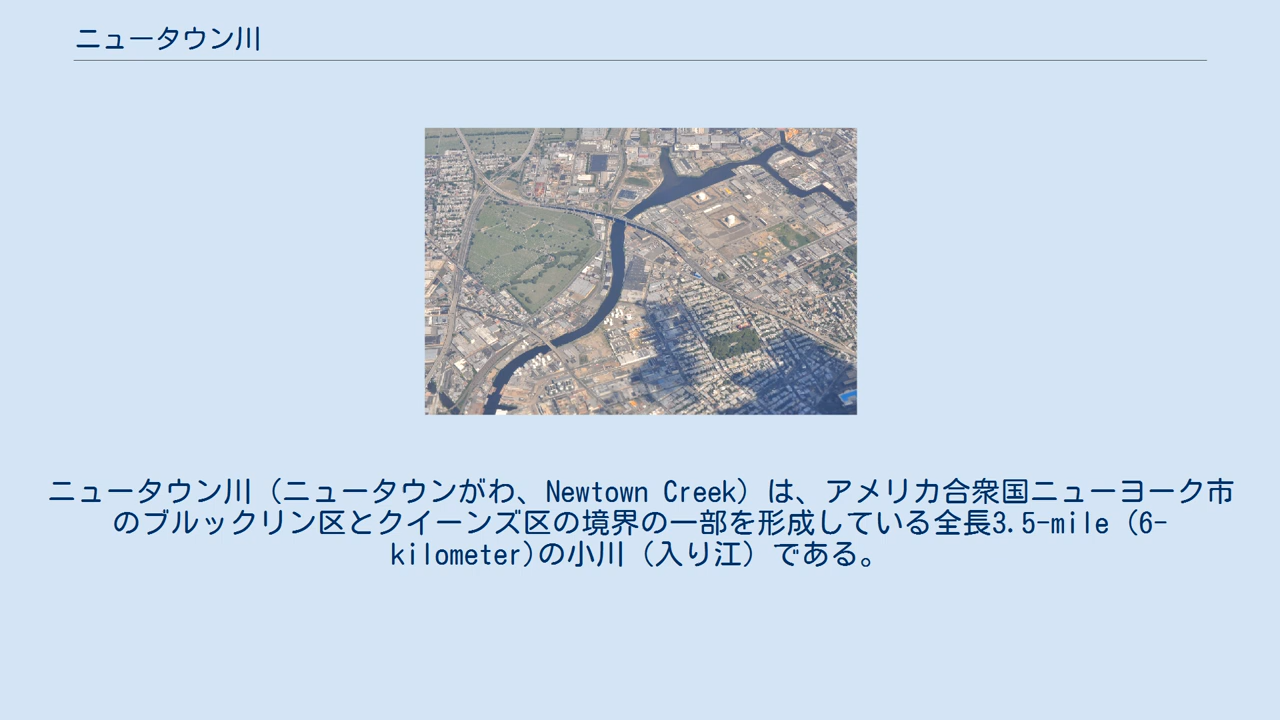 ニュータウン川
ニュータウン川（ニュータウンがわ、Newtown Creek）は、アメリカ合衆国ニューヨーク市
のブルックリン区とクイーンズ区の境界の一部を形成している全長3.5-mile (6-
kilometer)の小川（入り江）である。